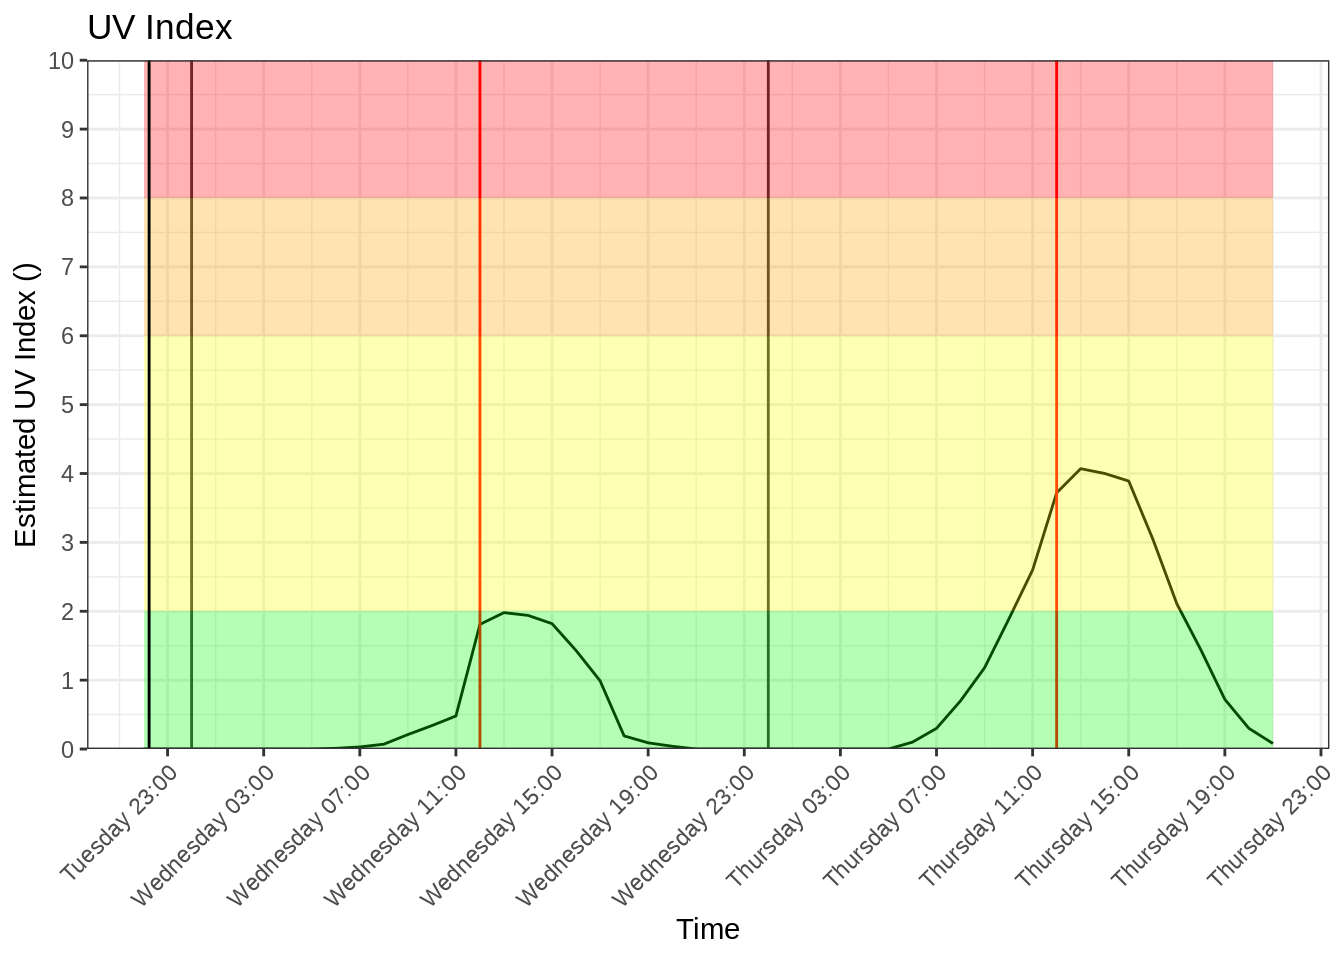 UV Index
Estimated UV Index ()
10
9
8
7
6
5
4
3
2
1
0
Tuesday 23:00
Wednesday 03:00
Wednesday 07:00
Wednesday 11:00
Wednesday 15:00
Wednesday 19:00
Wednesday 23:00
Thursday 03:00
Thursday 07:00
Thursday 11:00
Thursday 15:00
Thursday 19:00
Thursday 23:00
Time